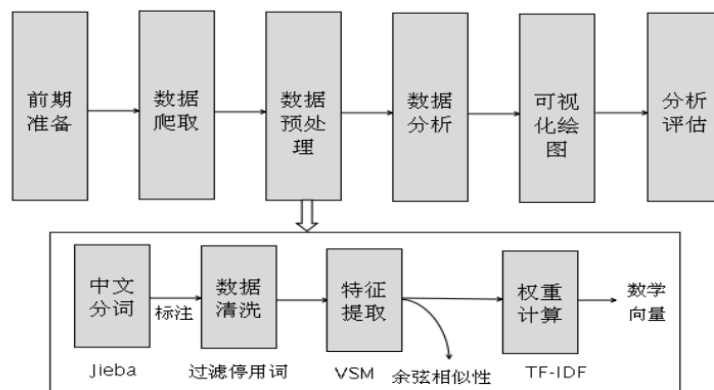 前期
准备
数据
爬取
数据
预处
理
数据
分析
可视
化绘
图
分析
评估
中文
分词
标注
数据
清洗
特征
提取
权重
计算
数学
向量
Jieba
过滤停用词
VSM
余弦相似性
TF-IDF